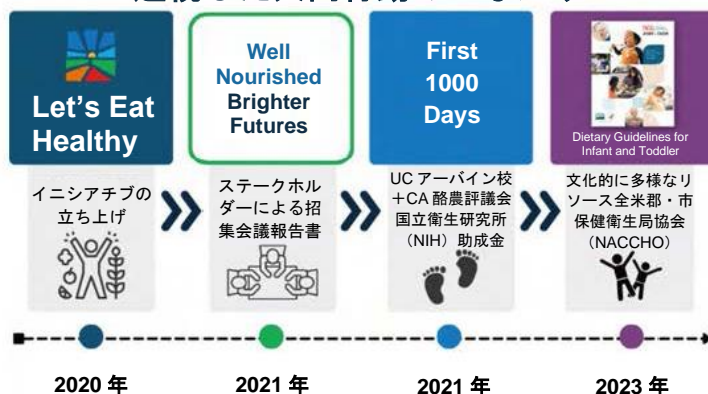 Let's Eat
Healthy
Well
Nourished
Brighter
Futures
First
1000
Days
Dietary Guidelines for
Infant and Toddler
イニシアチブの
立ち上げ
ステークホル
ダーによる招
集会議報告書
UC アーバイン校
＋CA 酪農評議会
国立衛生研究所
（NIH）助成金
文化的に多様なリ
ソース全米郡・市
保健衛生局協会
(NACCHO)
2020 年
2021 年
2021 年
2023 年